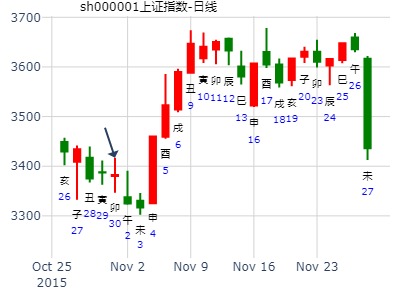 sh000001上证指数-日线
3700
3600
3500
3400
3300
亥
26
子
27
丑
28
寅
29
卯
30
午
2
未
3
申
4
酉
5
戌
6
丑
9
寅
10
卯
11
辰
12
巳
13
申
16
酉
17
戌
18
亥
19
子
20
卯
23
辰
24
巳
25
午
26
未
27
Oct 25
2015
Nov 2
Nov 9
Nov 16
Nov 23